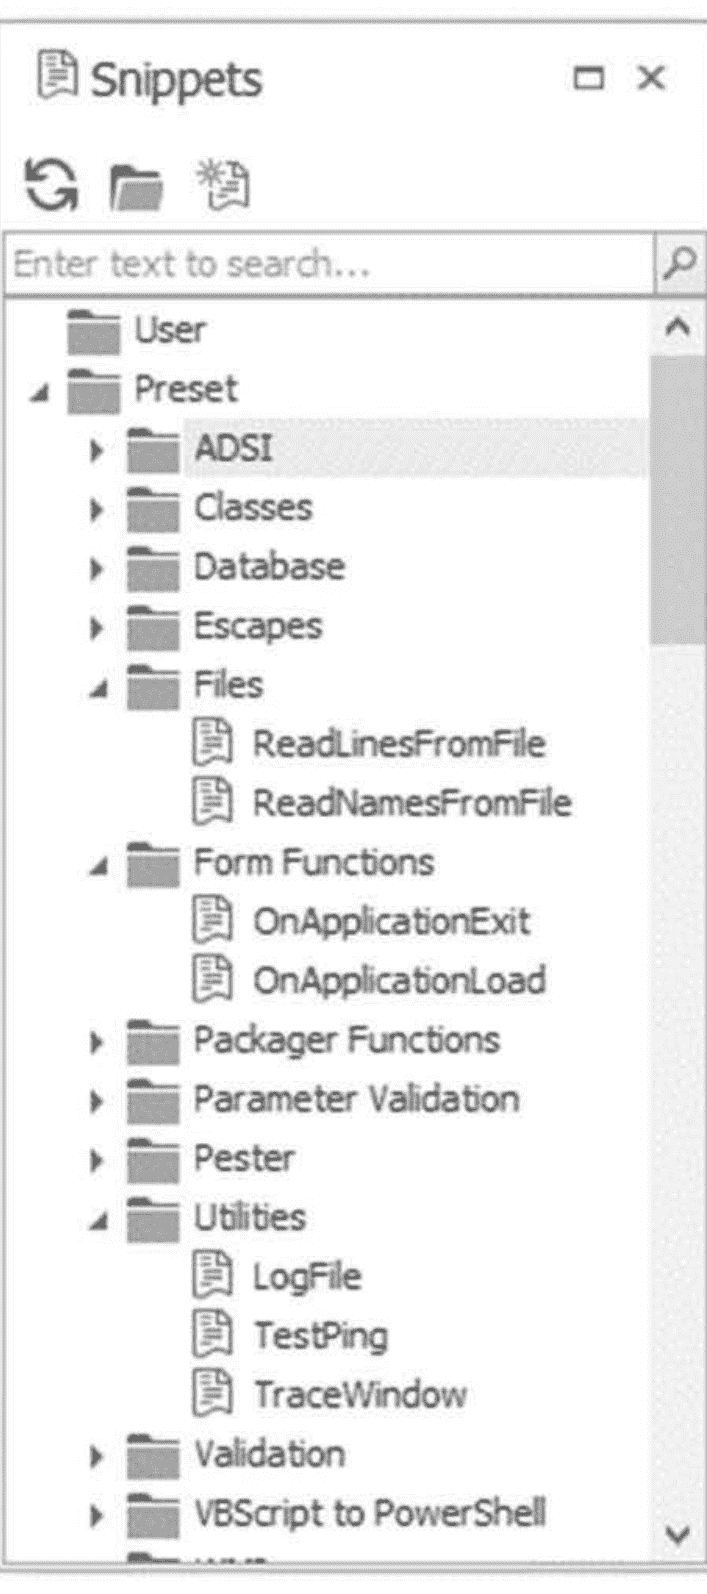 Snippets
Enter text to search...
User
Preset
ADSI
Classes
Database
Escapes
Files
ReadLinesFromFile
ReadNamesFromFile
Form Functions
OnApplicationExit
OnApplicationLoad
Packager Functions
Parameter Validation
Pester
Utilities
LogFile
TestPing
TraceWindow
Validation
VBScript to PowerShell